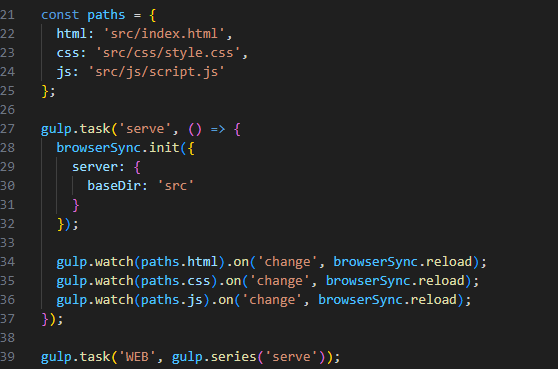 21 const paths = {
22   html: 'src/index.html',
23   css: 'src/css/style.css',
24   js: 'src/js/script.js'
25 };
26
27 gulp.task('serve', () => {
28   browserSync.init({
29     server: {
30       baseDir: 'src'
31     }
32   });
33
34   gulp.watch(paths.html).on('change', browserSync.reload);
35   gulp.watch(paths.css).on('change', browserSync.reload);
36   gulp.watch(paths.js).on('change', browserSync.reload);
37 });
38
39 gulp.task('WEB', gulp.series('serve'));